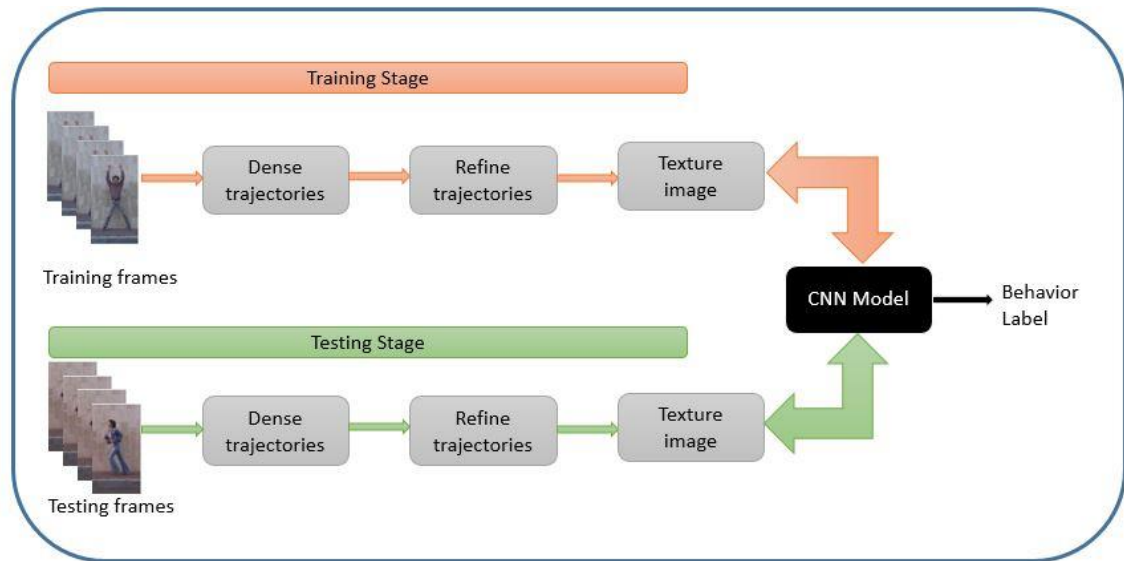 Training Stage
Dense
trajectories
Refine
trajectories
Texture
image
Training frames
CNN Model
Behavior
Label
Testing Stage
Dense
trajectories
Refine
trajectories
Texture
image
Testing frames